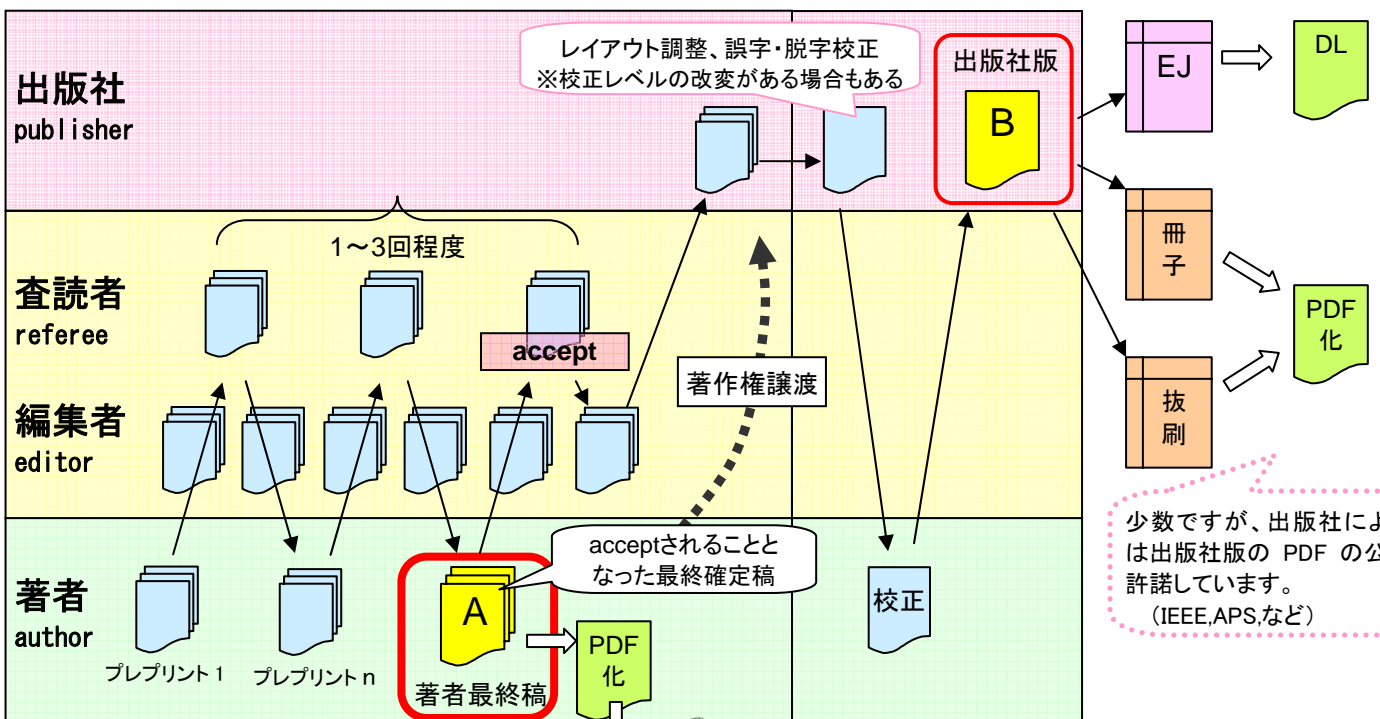 レイアウト調整、誤字・脱字校正
※校正レベルの改変がある場合もある
出版社
publisher
出版社版
B
EJ
DL
1～3回程度
査読者
referee
accept
著作権譲渡
冊
子
PDF
化
編集者
editor
抜
刷
acceptされることと
なった最終確定稿
少数ですが、出版社によ
は出版社版の PDF の公
許諾しています。
（IEEE,APS,など）
著者
author
プレプリント 1
プレプリント n
A
著者最終稿
PDF
化
校正